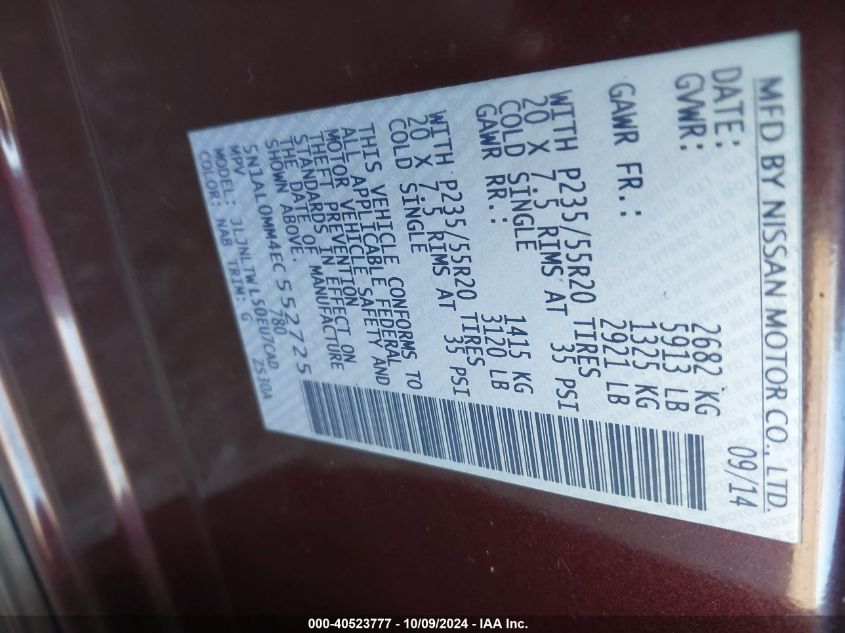 MFD BY NISSAN MOTOR CO., LTD.
DATE: 09/14
GVWR: 2682 KG
5913 LB
GAWR FR.: 1325 KG
2921 LB
WITH P235/55R20 TIRES
20 X 7.5 RIMS AT 35 PSI
COLD SINGLE
GAWR RR.: 1415 KG
3120 LB
WITH P235/55R20 TIRES
20 X 7.5 RIMS AT 35 PSI
COLD SINGLE
THIS VEHICLE CONFORMS TO
ALL APPLICABLE FEDERAL
MOTOR VEHICLE SAFETY AND
THEFT PREVENTION
STANDARDS IN EFFECT ON
THE DATE OF MANUFACTURE
SHOWN ABOVE
5N1AL0MM4EC552725
MPV 780
MODEL: JLJNLTWL50EU7CAD
COLOR: NAB TRIM: G ZS30A
000-40523777 - 10/09/2024 - IAA Inc.